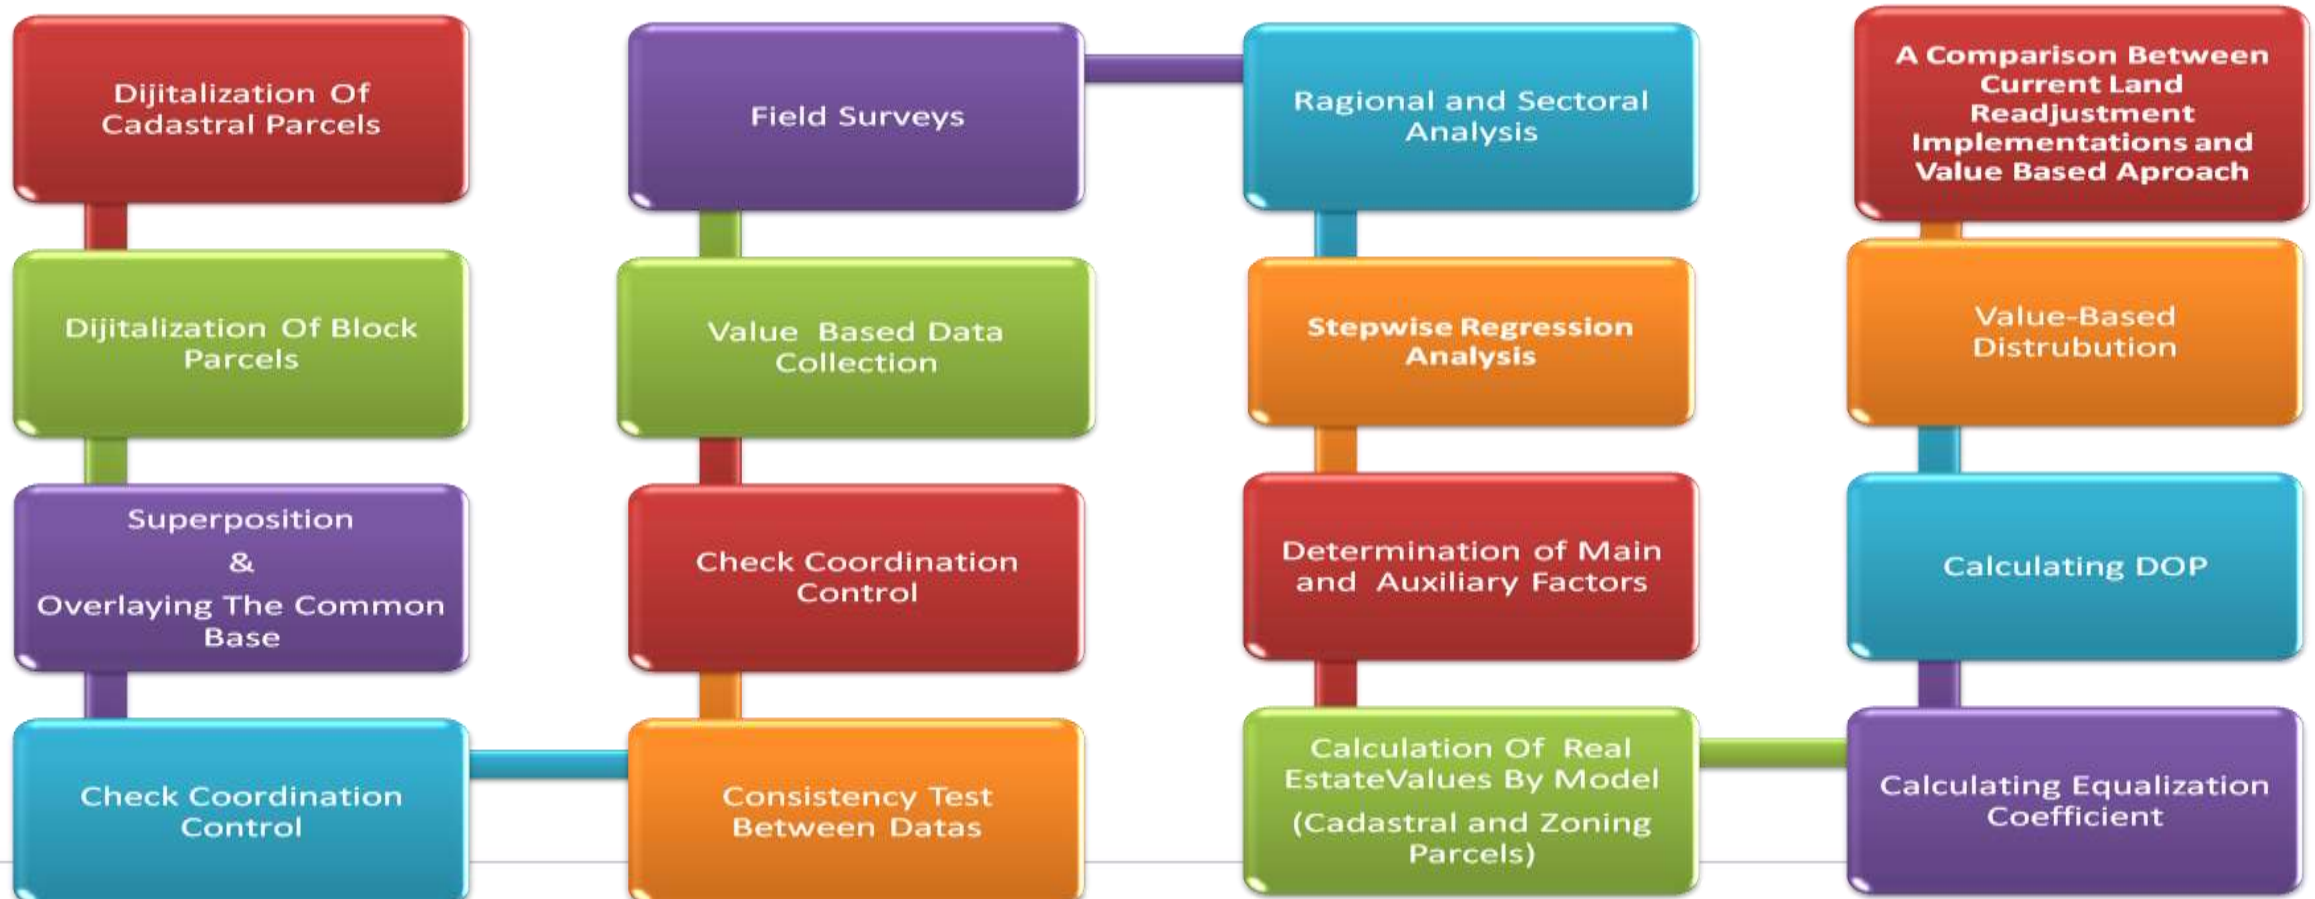 Dijitalization Of
Cadastral Parcels
Dijitalization Of Block
Parcels
Superposition
&
Overlaying The Common
Base
Check Coordination
Control
Consistency Test
Between Datas
Check Coordination
Control
Value Based Data
Collection
Field Surveys
Ragional and Sectoral
Analysis
Stepwise Regression
Analysis
Determination of Main
and Auxiliary Factors
Calculation Of Real
EstateValues By Model
(Cadastral and Zoning
Parcels)
Calculating Equalization
Coefficient
Calculating DOP
Value-Based
Distrubution
A Comparison Between
Current Land
Readjustment
Implementations and
Value Based Aproach